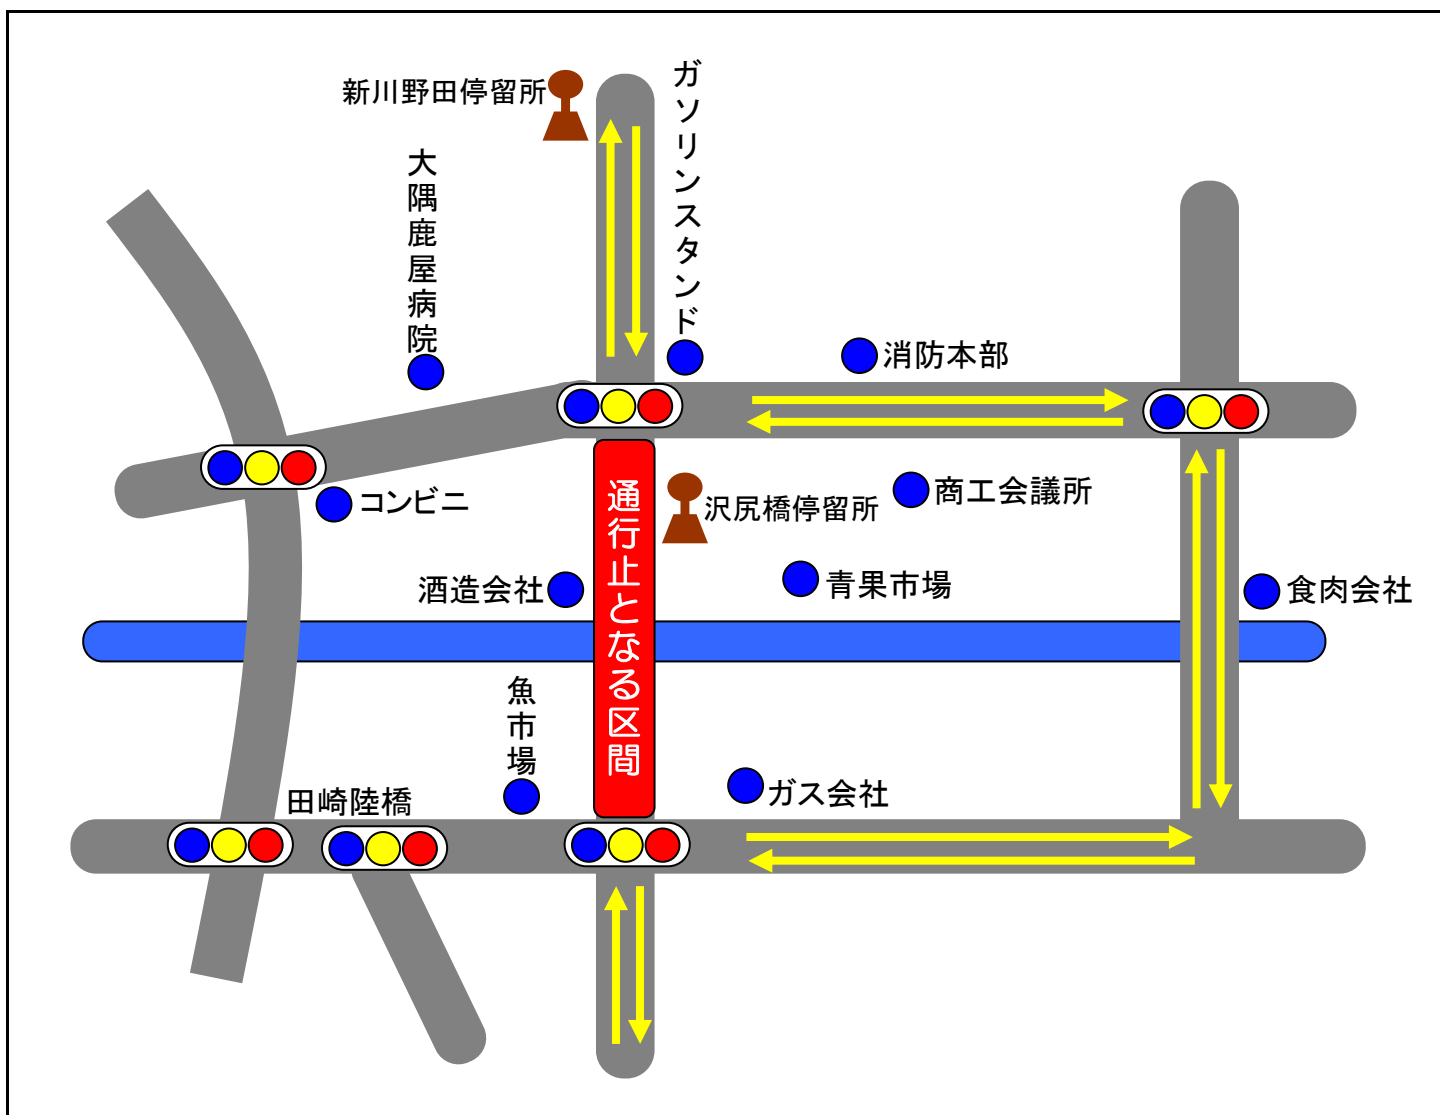 新川野田停留所
ガソリンスタンド
大隅鹿屋病院
消防本部
コンビニ
通行止となる区間
沢尻橋停留所
商工会議所
酒造会社
青果市場
食肉会社
魚市場
田崎陸橋
ガス会社